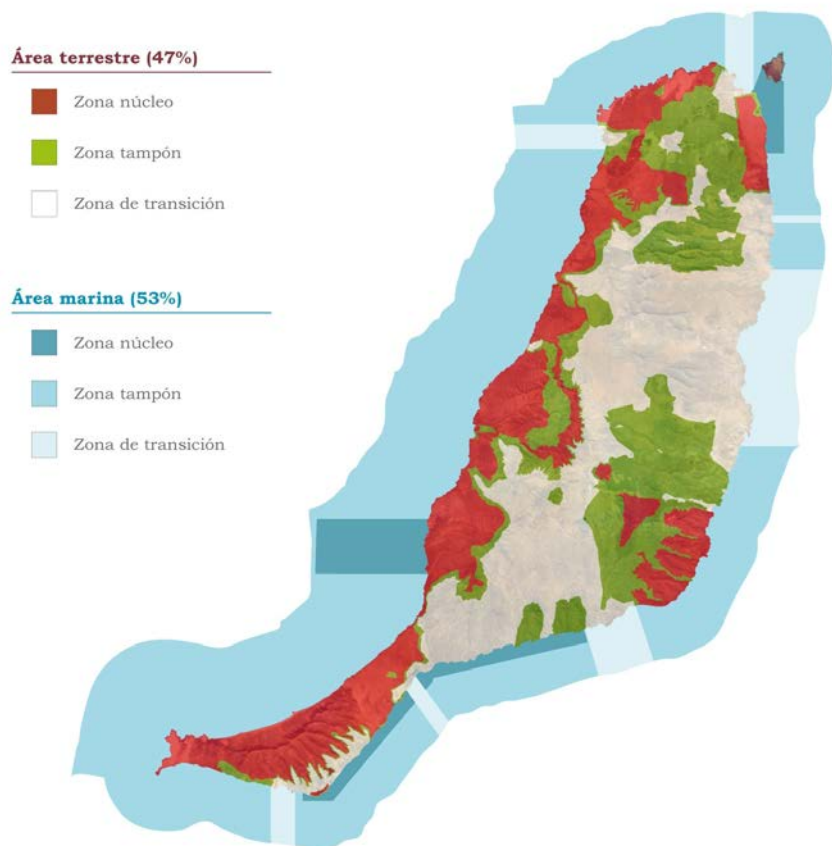 Área terrestre (47%)
Zona núcleo
Zona tampón
Zona de transición
Área marina (53%)
Zona núcleo
Zona tampón
Zona de transición